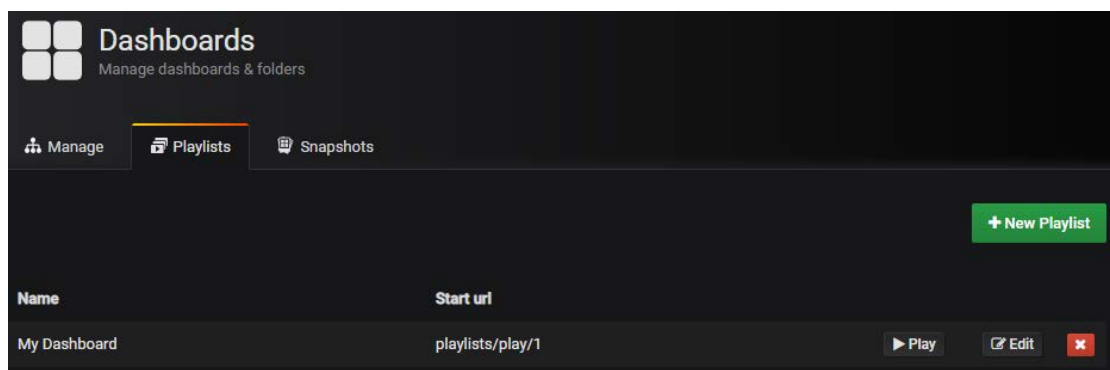 Dashboards
Manage dashboards & folders
Manage Playlists Snapshots
+ New Playlist
Name Start url
My Dashboard playlists/play/1 Play Edit